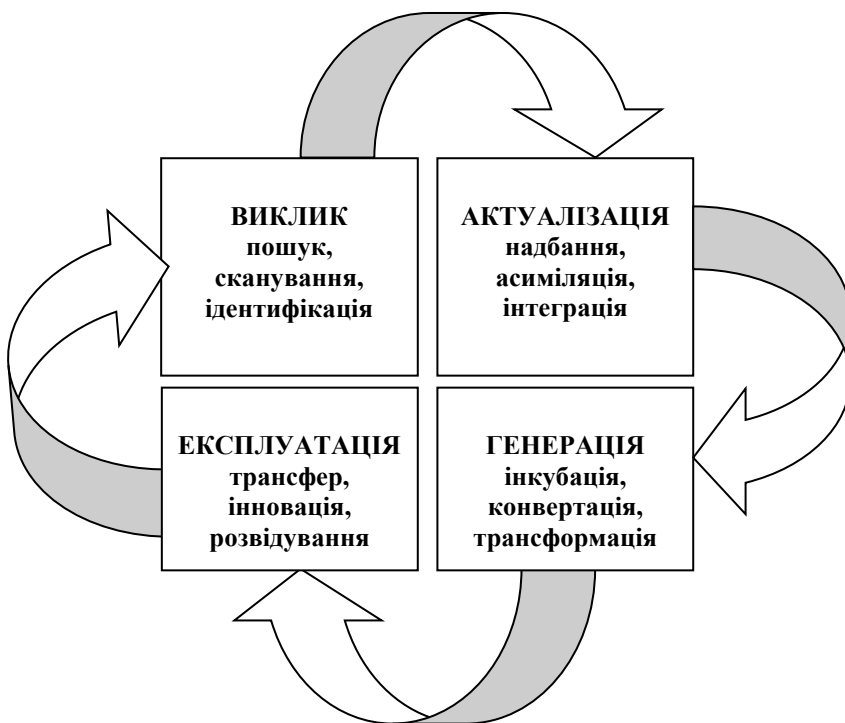 ВИКЛИК
пошук,
сканування,
ідентифікація
АКТУАЛІЗАЦІЯ
надбання,
асиміляція,
інтеграція
ЕКСПЛУАТАЦІЯ
трансфер,
інновація,
розвідування
ГЕНЕРАЦІЯ
інкубація,
конвертація,
трансформація